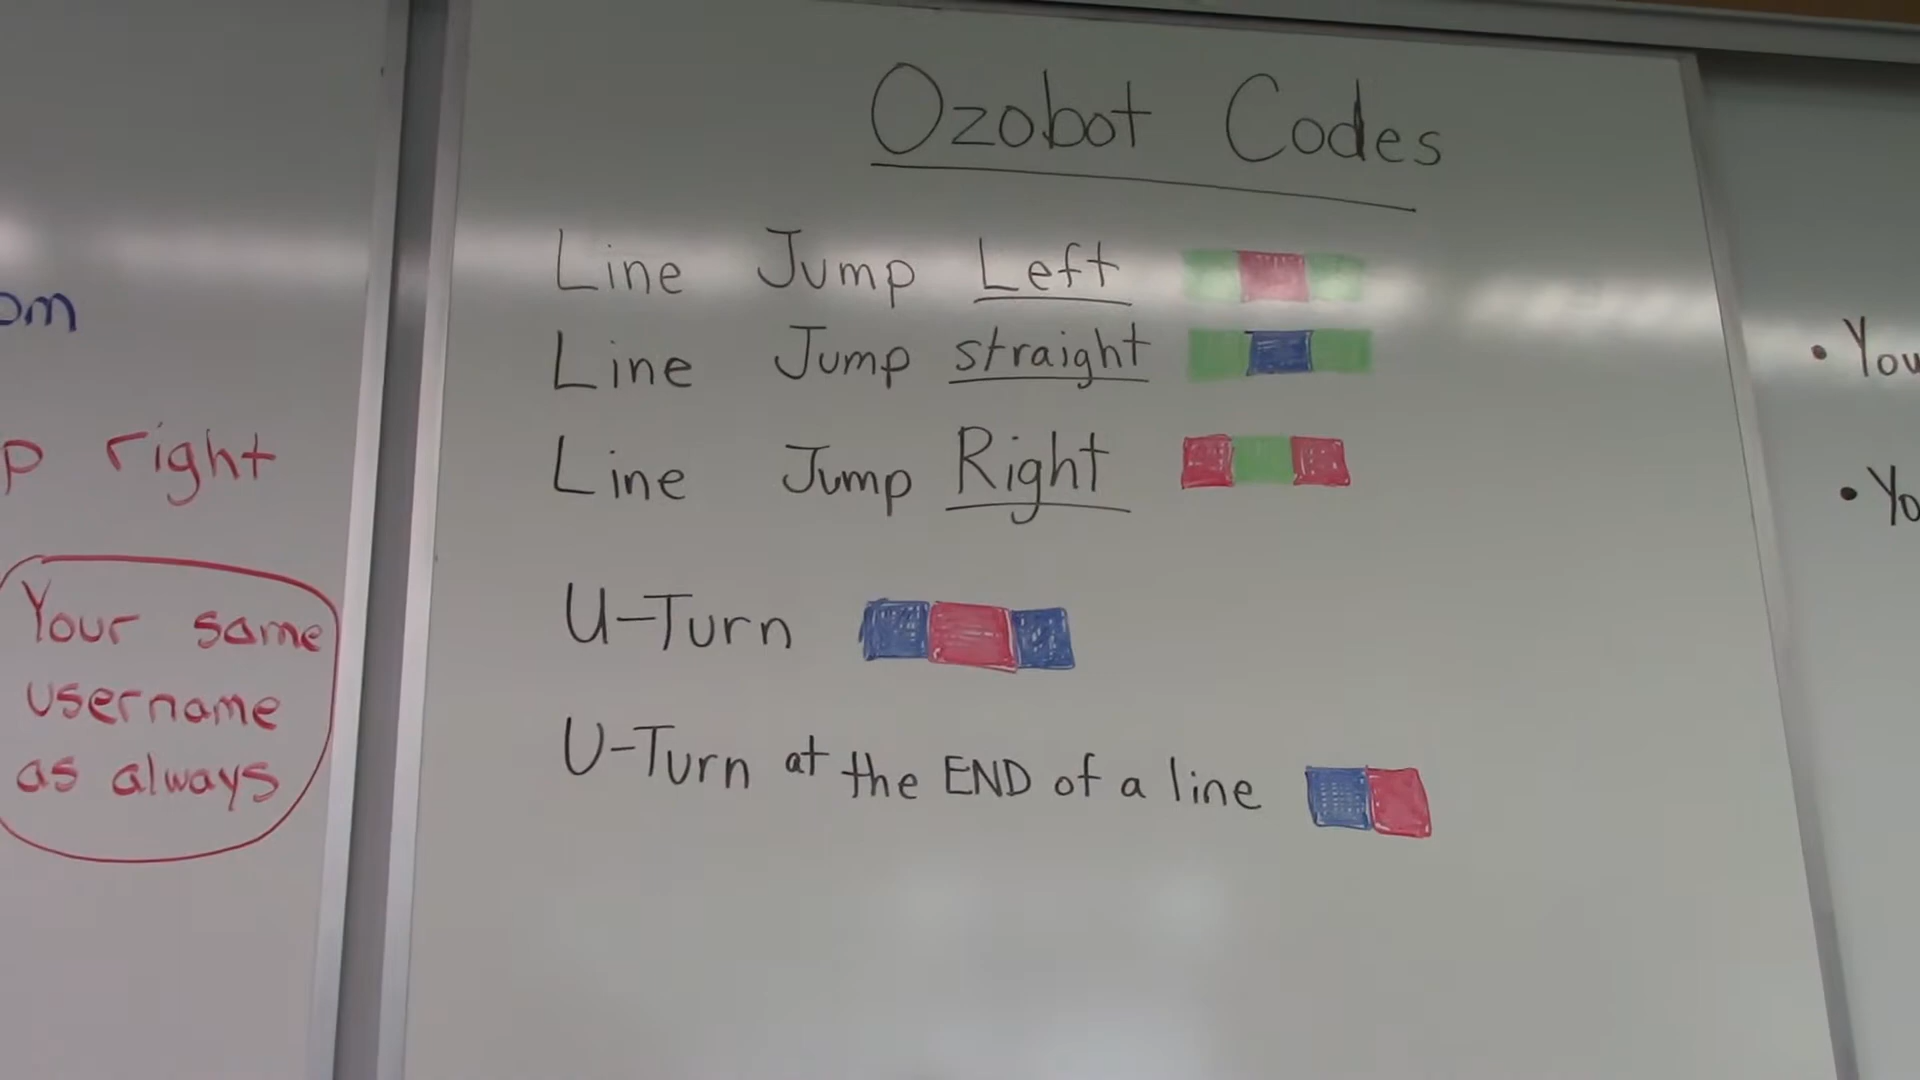 Ozobot Codes
Line Jump Left
Line Jump straight
Line Jump Right
U-Turn
U-Turn at the END of a line
right
Your same
username
as always
You